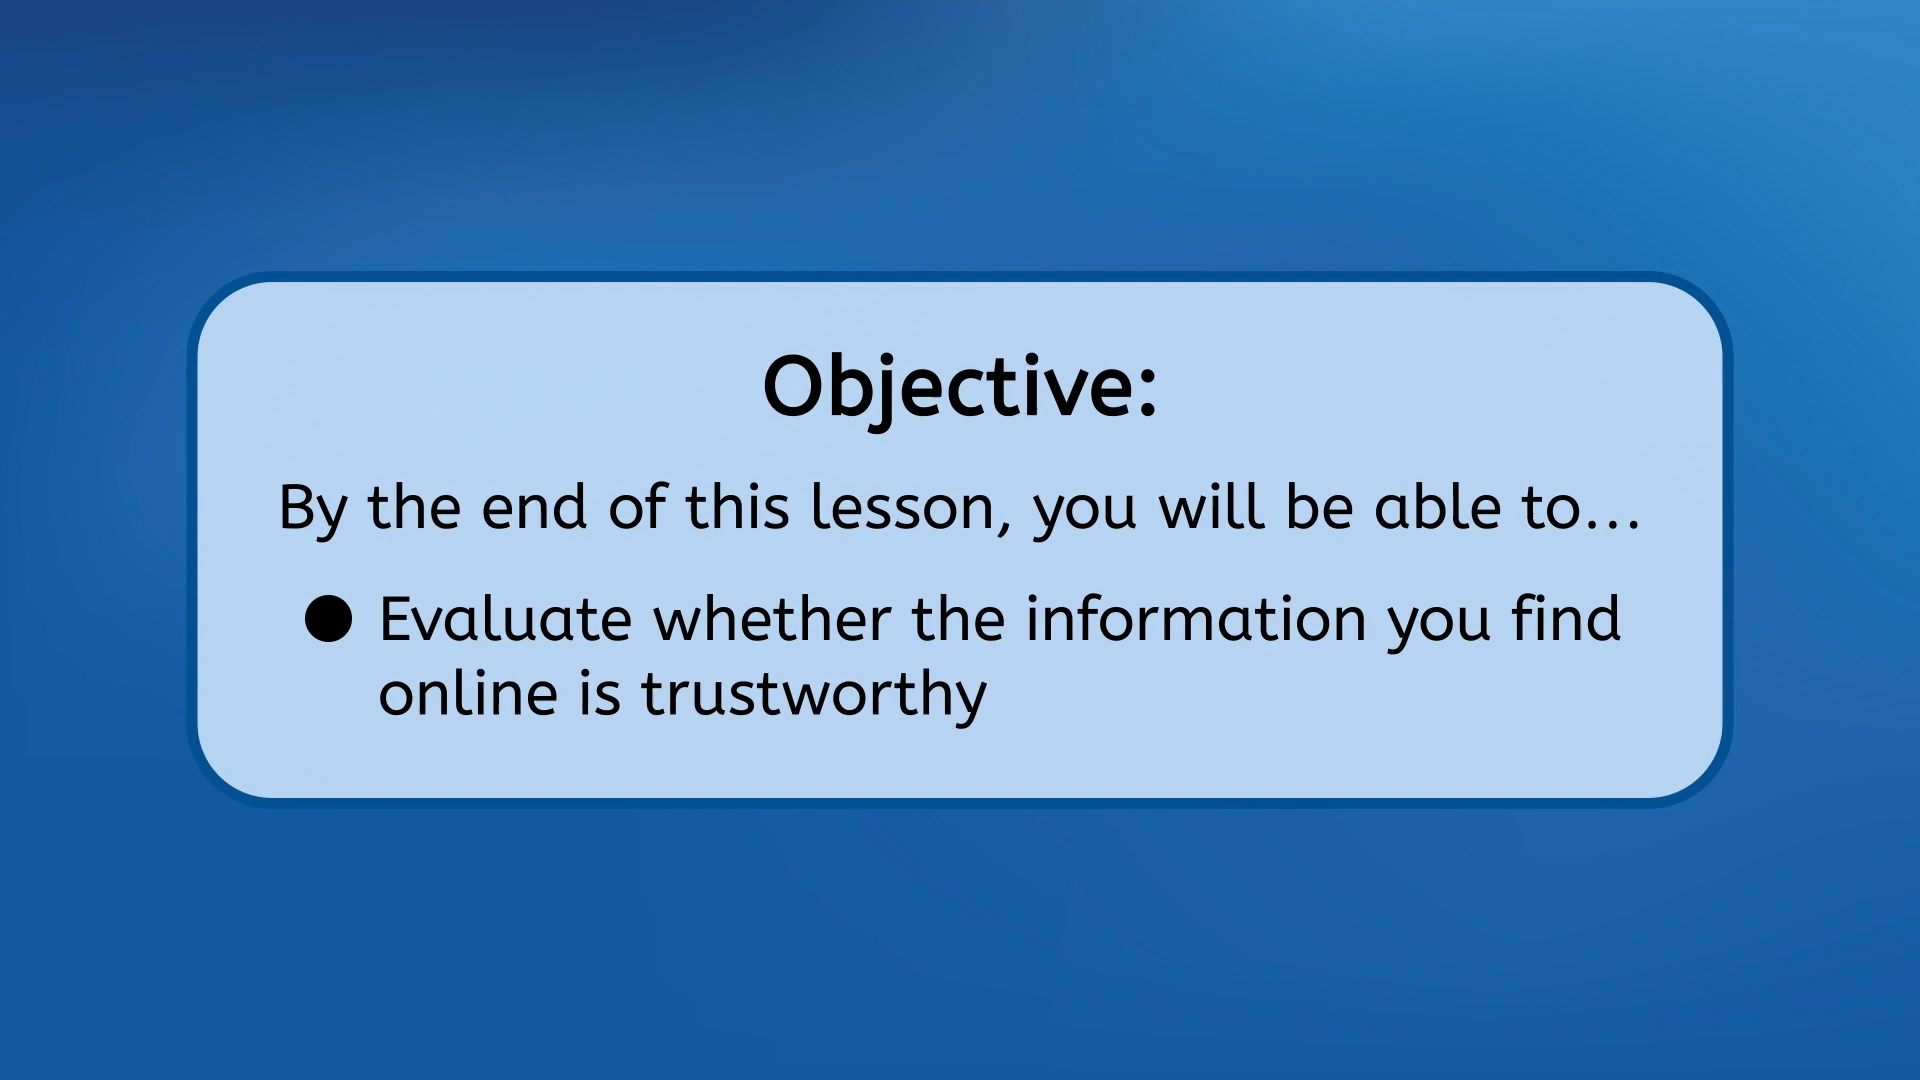 Objective:
By the end of this lesson, you will be able to...
● Evaluate whether the information you find
online is trustworthy